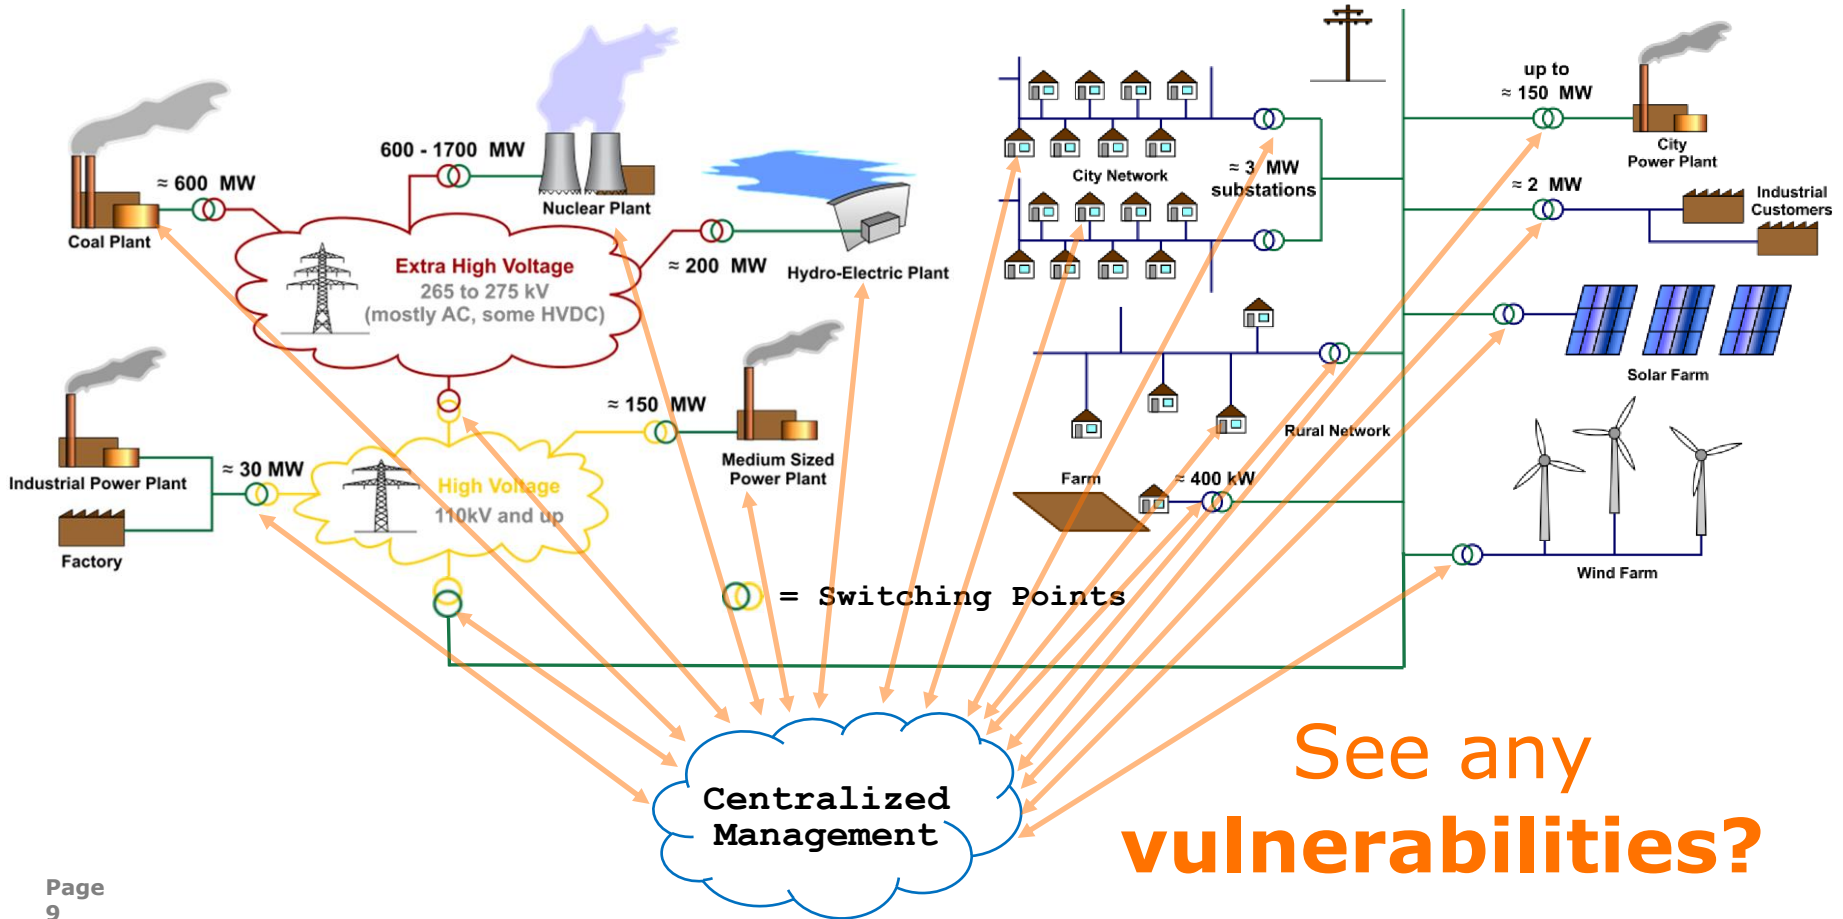 ≈ 600 MW
Coal Plant
600 - 1700 MW
Nuclear Plant
≈ 200 MW
Hydro-Electric Plant
Extra High Voltage
265 to 275 kV
(mostly AC, some HVDC)
≈ 150 MW
Medium Sized
Power Plant
Industrial Power Plant
≈ 30 MW
Factory
High Voltage
110kV and up
= Switching Points
City Network
≈ 3 MW
substations
Rural Network
Farm
≈ 400 kW
up to
≈ 150 MW
City
Power Plant
≈ 2 MW
Industrial
Customers
Solar Farm
Wind Farm
Centralized
Management
See any
vulnerabilities?
Page
9